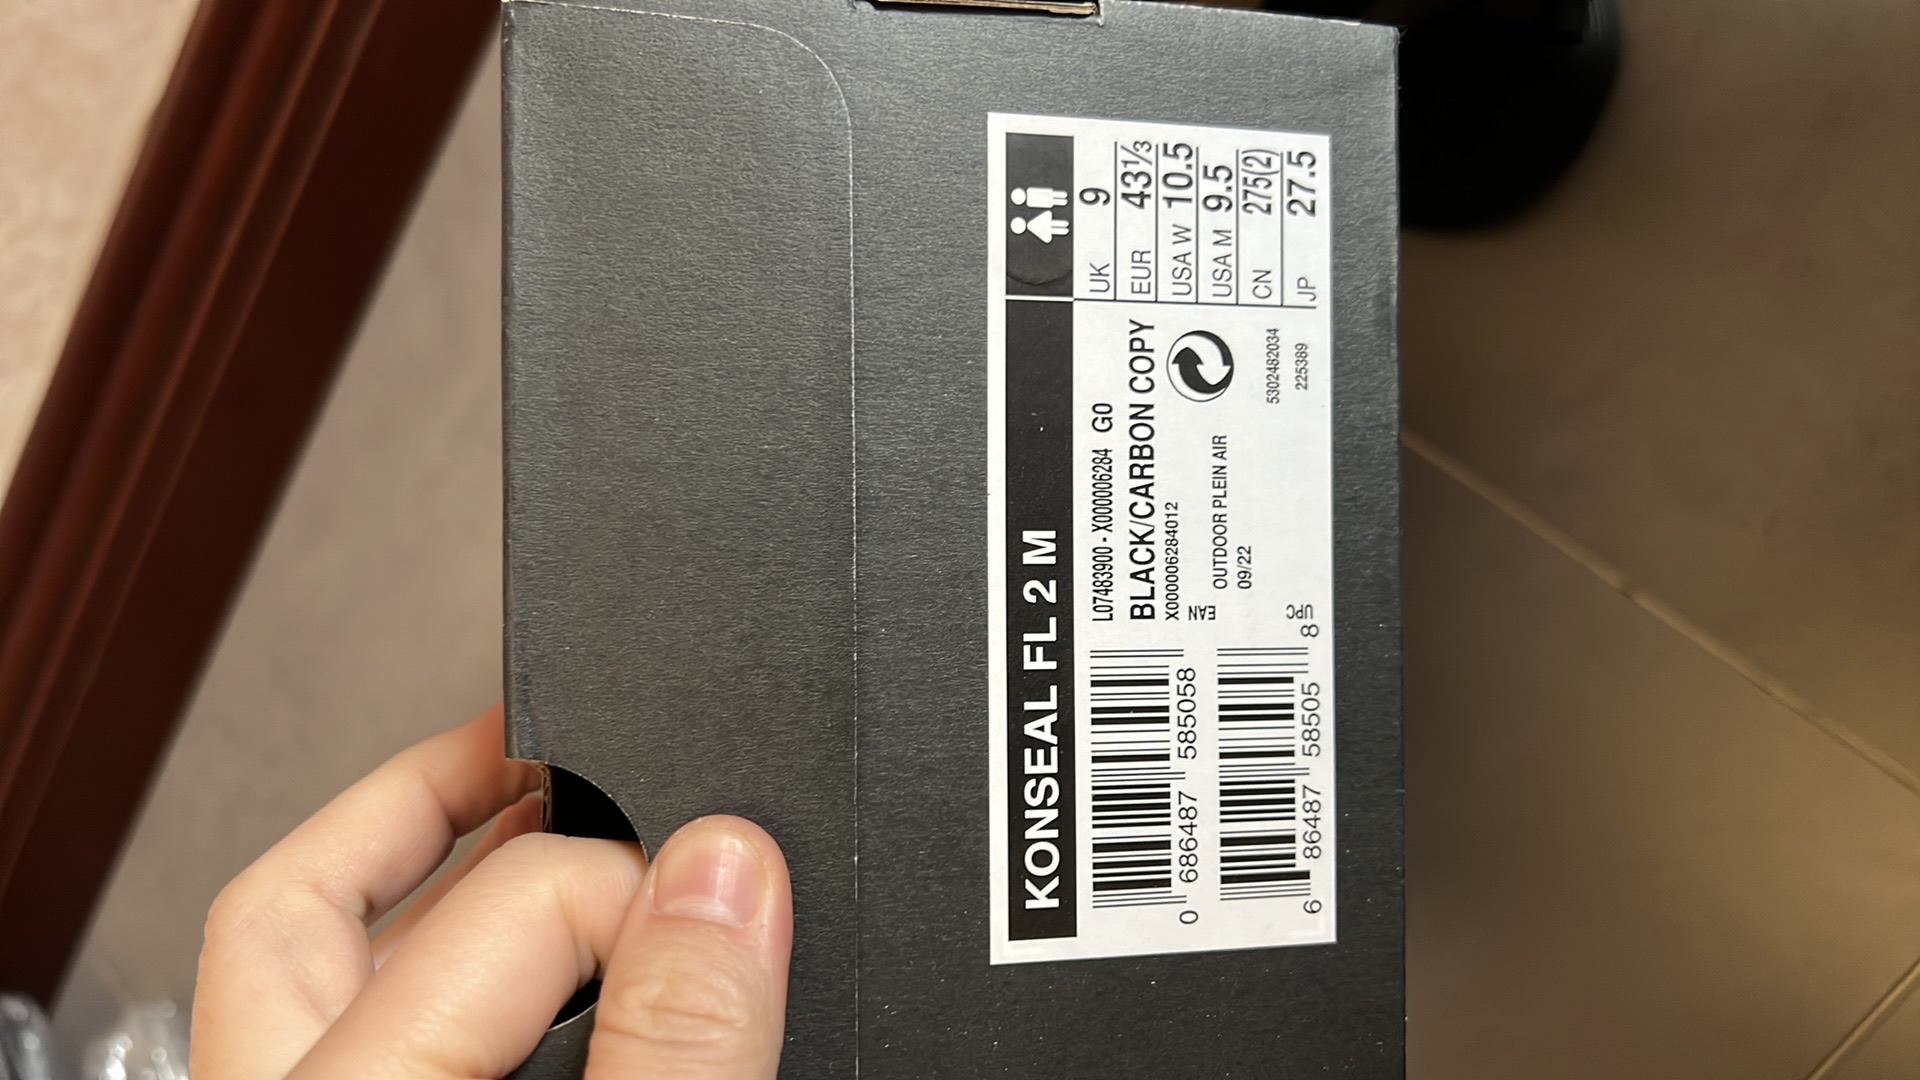 KONSEAL FL 2 M
L07483900 - X000006284 G0
BLACK/CARBON COPY
X000006284012
EAN
OUTDOOR PLEIN AIR
09/22
UPC
0 686487 585058
6 86487 58505 8
5302482034
225389
UK 9
EUR 43⅓
USA W 10.5
USA M 9.5
CN 275(2)
JP 27.5